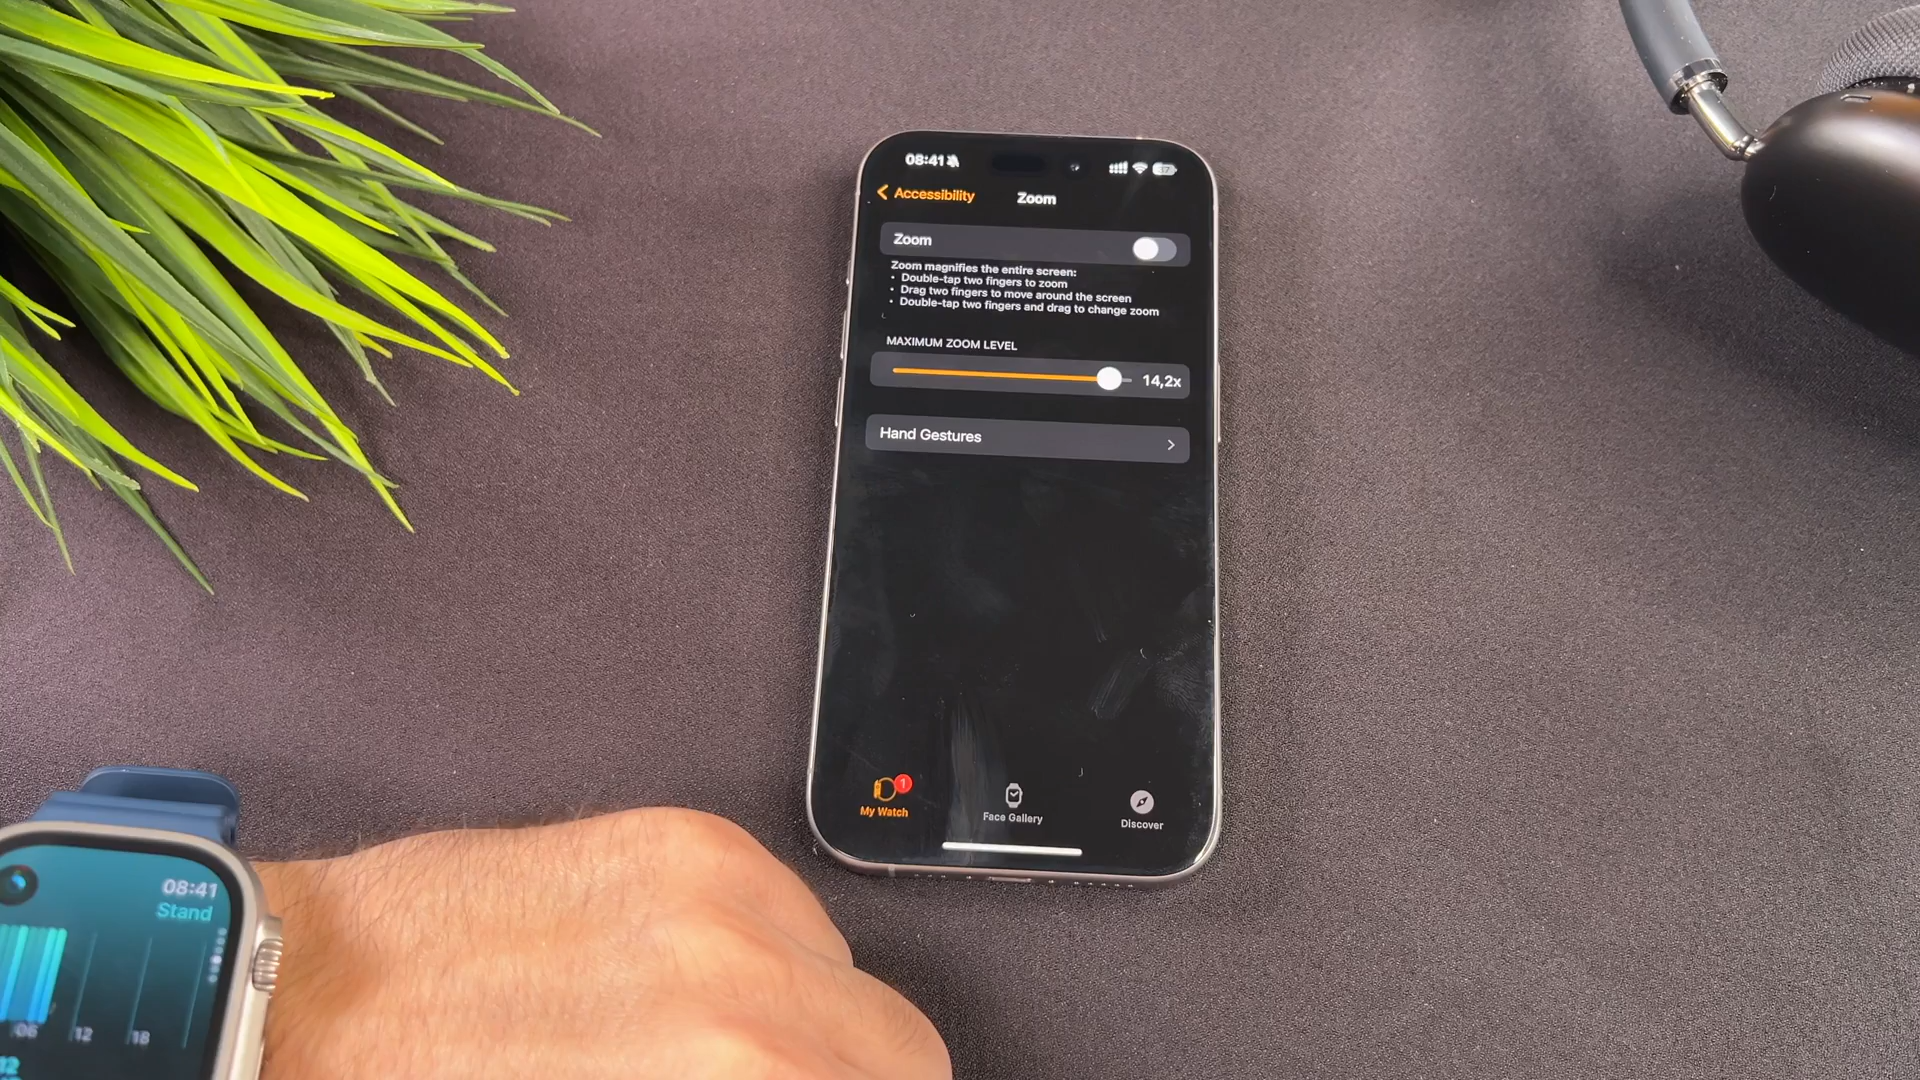 08:41
37
Accessibility
Zoom
Zoom
Zoom magnifies the entire screen:
• Double-tap two fingers to zoom
• Drag two fingers to move around the screen
• Double-tap two fingers and drag to change zoom
MAXIMUM ZOOM LEVEL
14,2x
Hand Gestures
1
My Watch
Face Gallery
Discover
08:41
Stand
06 12 18